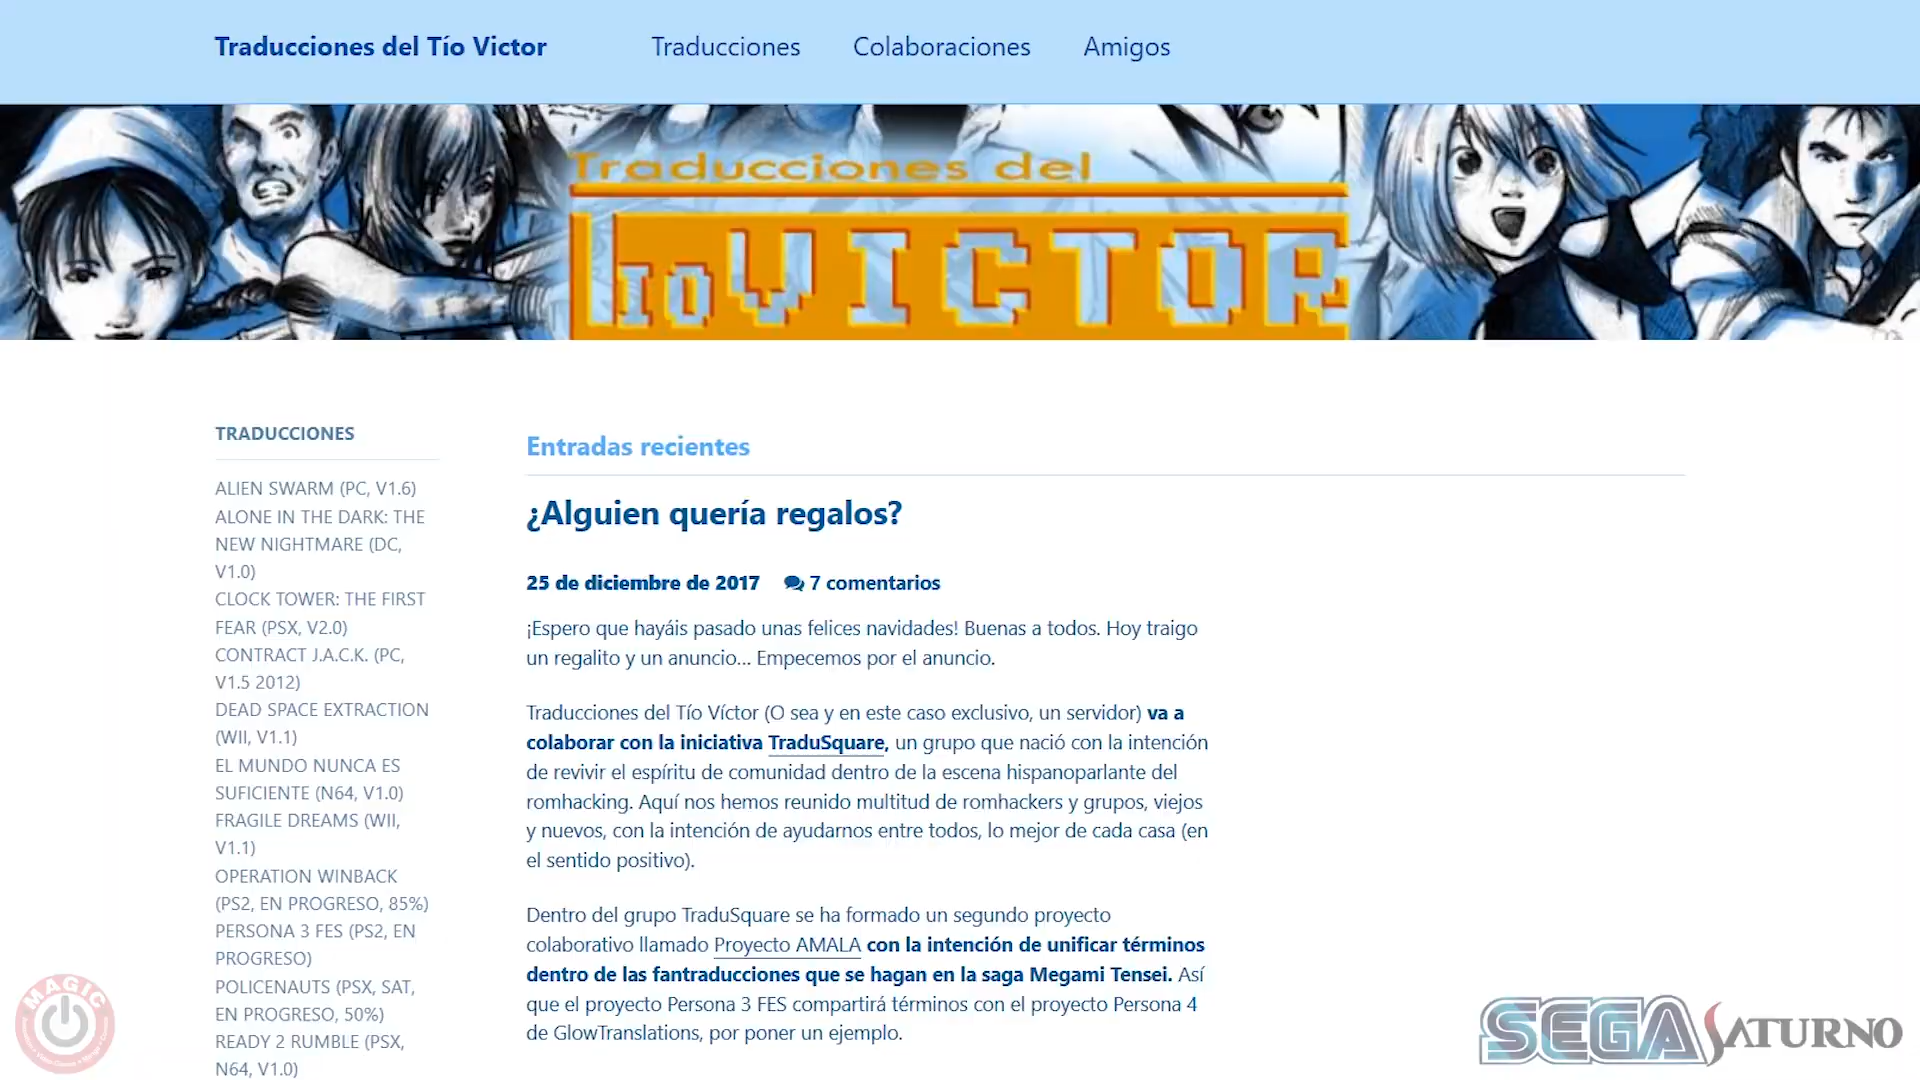 Traducciones del Tío Victor
Traducciones
Colaboraciones
Amigos
Traducciones del
Tío VICTOR
TRADUCCIONES
ALIEN SWARM (PC, V1.6)
ALONE IN THE DARK: THE
NEW NIGHTMARE (DC,
V1.0)
CLOCK TOWER: THE FIRST
FEAR (PSX, V2.0)
CONTRACT J.A.C.K. (PC,
V1.5 2012)
DEAD SPACE EXTRACTION
(WII, V1.1)
EL MUNDO NUNCA ES
SUFICIENTE (N64, V1.0)
FRAGILE DREAMS (WII,
V1.1)
OPERATION WINBACK
(PS2, EN PROGRESO, 85%)
PERSONA 3 FES (PS2, EN
PROGRESO)
POLICENAUTS (PSX, SAT,
EN PROGRESO, 50%)
READY 2 RUMBLE (PSX,
N64, V1.0)
Entradas recientes
¿Alguien quería regalos?
25 de diciembre de 2017 7 comentarios
¡Espero que hayáis pasado unas felices navidades! Buenas a todos. Hoy traigo
un regalito y un anuncio... Empecemos por el anuncio.
Traducciones del Tío Víctor (O sea y en este caso exclusivo, un servidor) va a
colaborar con la iniciativa TraduSquare, un grupo que nació con la intención
de revivir el espíritu de comunidad dentro de la escena hispanoparlante del
romhacking. Aquí nos hemos reunido multitud de romhackers y grupos, viejos
y nuevos, con la intención de ayudarnos entre todos, lo mejor de cada casa (en
el sentido positivo).
Dentro del grupo TraduSquare se ha formado un segundo proyecto
colaborativo llamado Proyecto AMALA con la intención de unificar términos
dentro de las fantraducciones que se hagan en la saga Megami Tensei. Así
que el proyecto Persona 3 FES compartirá términos con el proyecto Persona 4
de GlowTranslations, por poner un ejemplo.
MAGIC
SEGA SATURNO